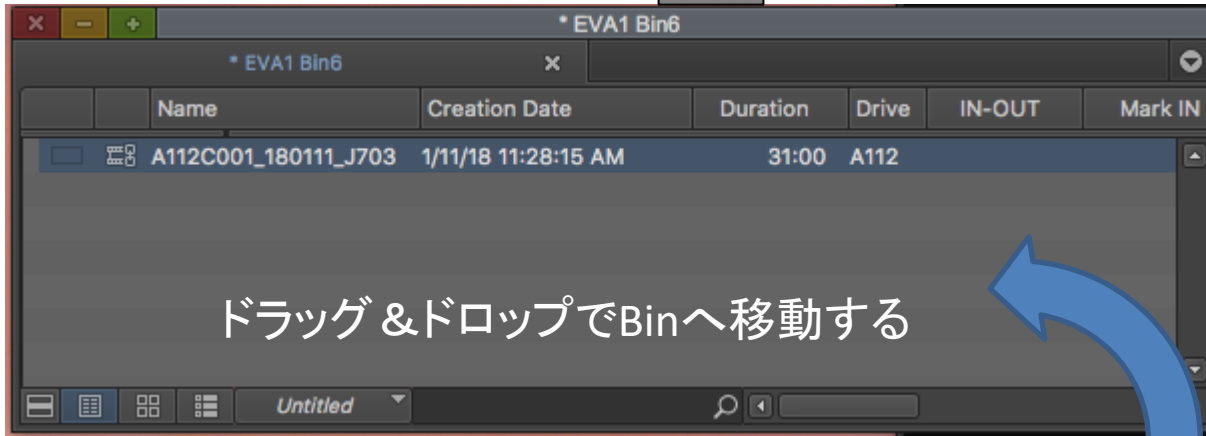 * EVA1 Bin6
* EVA1 Bin6
Name Creation Date Duration Drive IN-OUT Mark IN
A112C001_180111_J703 1/11/18 11:28:15 AM 31:00 A112
ドラッグ＆ドロップでBinへ移動する
Untitled